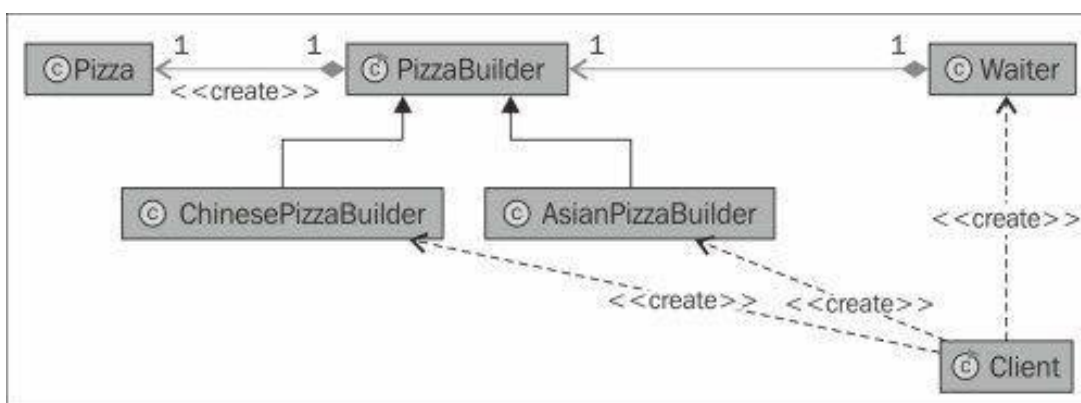 1 1 1 1
C Pizza C PizzaBuilder C Waiter
<<create>>
C ChinesePizzaBuilder C AsianPizzaBuilder
<<create>>
<<create>> <<create>>
C Client